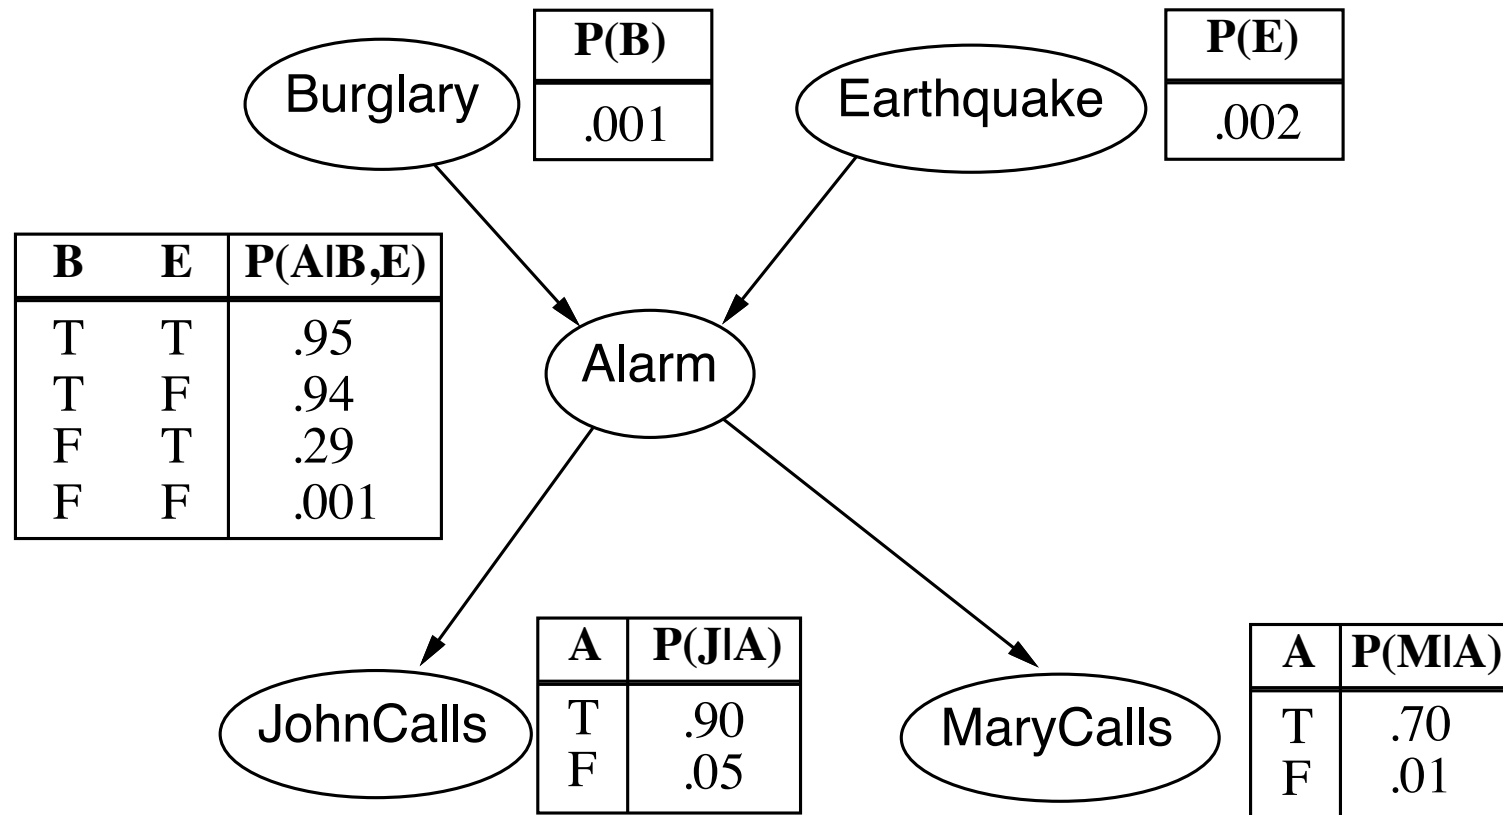 P(B)
.001
Burglary
P(E)
.002
Earthquake
B E P(A|B,E)
T T .95
T F .94
F T .29
F F .001
Alarm
A P(J|A)
T .90
F .05
JohnCalls
A P(M|A)
T .70
F .01
MaryCalls